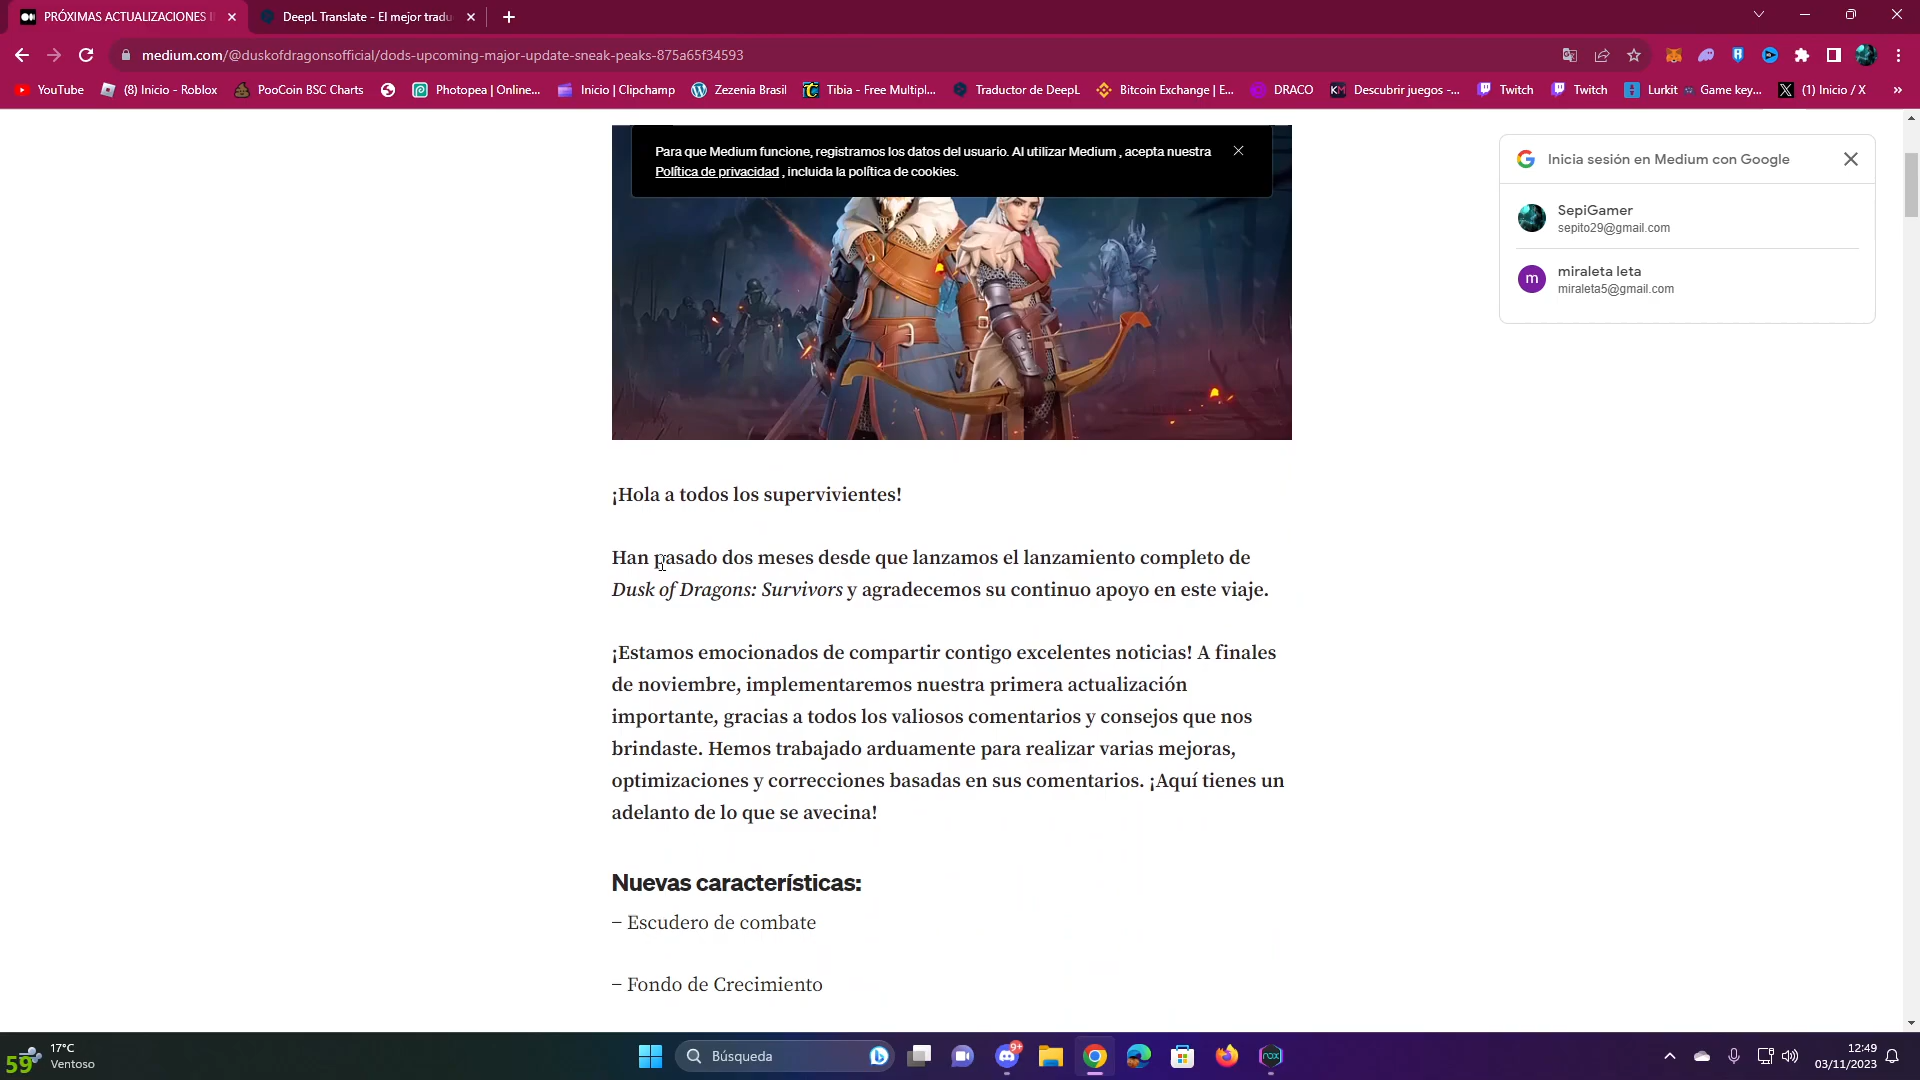 PRÓXIMAS ACTUALIZACIONES
DeepL Translate - El mejor tradu
medium.com/@duskofdragonsofficial/dods-upcoming-major-update-sneak-peaks-875a65f34593
YouTube
(8) Inicio - Roblox
PooCoin BSC Charts
Photopea | Online...
Inicio | Clipchamp
Zezenia Brasil
Tibia - Free Multipl...
Traductor de DeepL
Bitcoin Exchange | E...
DRACO
Descubrir juegos -...
Twitch
Twitch
Lurkit
Game key...
(1) Inicio / X
Para que Medium funcione, registramos los datos del usuario. Al utilizar Medium , acepta nuestra
Política de privacidad , incluida la política de cookies.
Inicia sesión en Medium con Google
SepiGamer
sepito29@gmail.com
m
miraleta leta
miraleta5@gmail.com
¡Hola a todos los supervivientes!
Han pasado dos meses desde que lanzamos el lanzamiento completo de
Dusk of Dragons: Survivors y agradecemos su continuo apoyo en este viaje.
¡Estamos emocionados de compartir contigo excelentes noticias! A finales
de noviembre, implementaremos nuestra primera actualización
importante, gracias a todos los valiosos comentarios y consejos que nos
brindaste. Hemos trabajado arduamente para realizar varias mejoras,
optimizaciones y correcciones basadas en sus comentarios. ¡Aquí tienes un
adelanto de lo que se avecina!
Nuevas características:
– Escudero de combate
– Fondo de Crecimiento
59
17°C
Ventoso
Búsqueda
9+
nox
12:49
03/11/2023